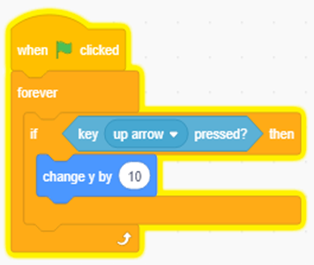 when clicked
forever
if key up arrow pressed? then
change y by 10